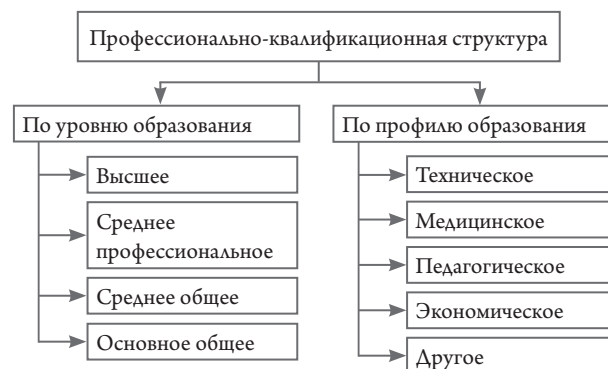 Профессионально-квалификационная структура
По уровню образования
Высшее
Среднее
профессиональное
Среднее общее
Основное общее
По профилю образования
Техническое
Медицинское
Педагогическое
Экономическое
Другое